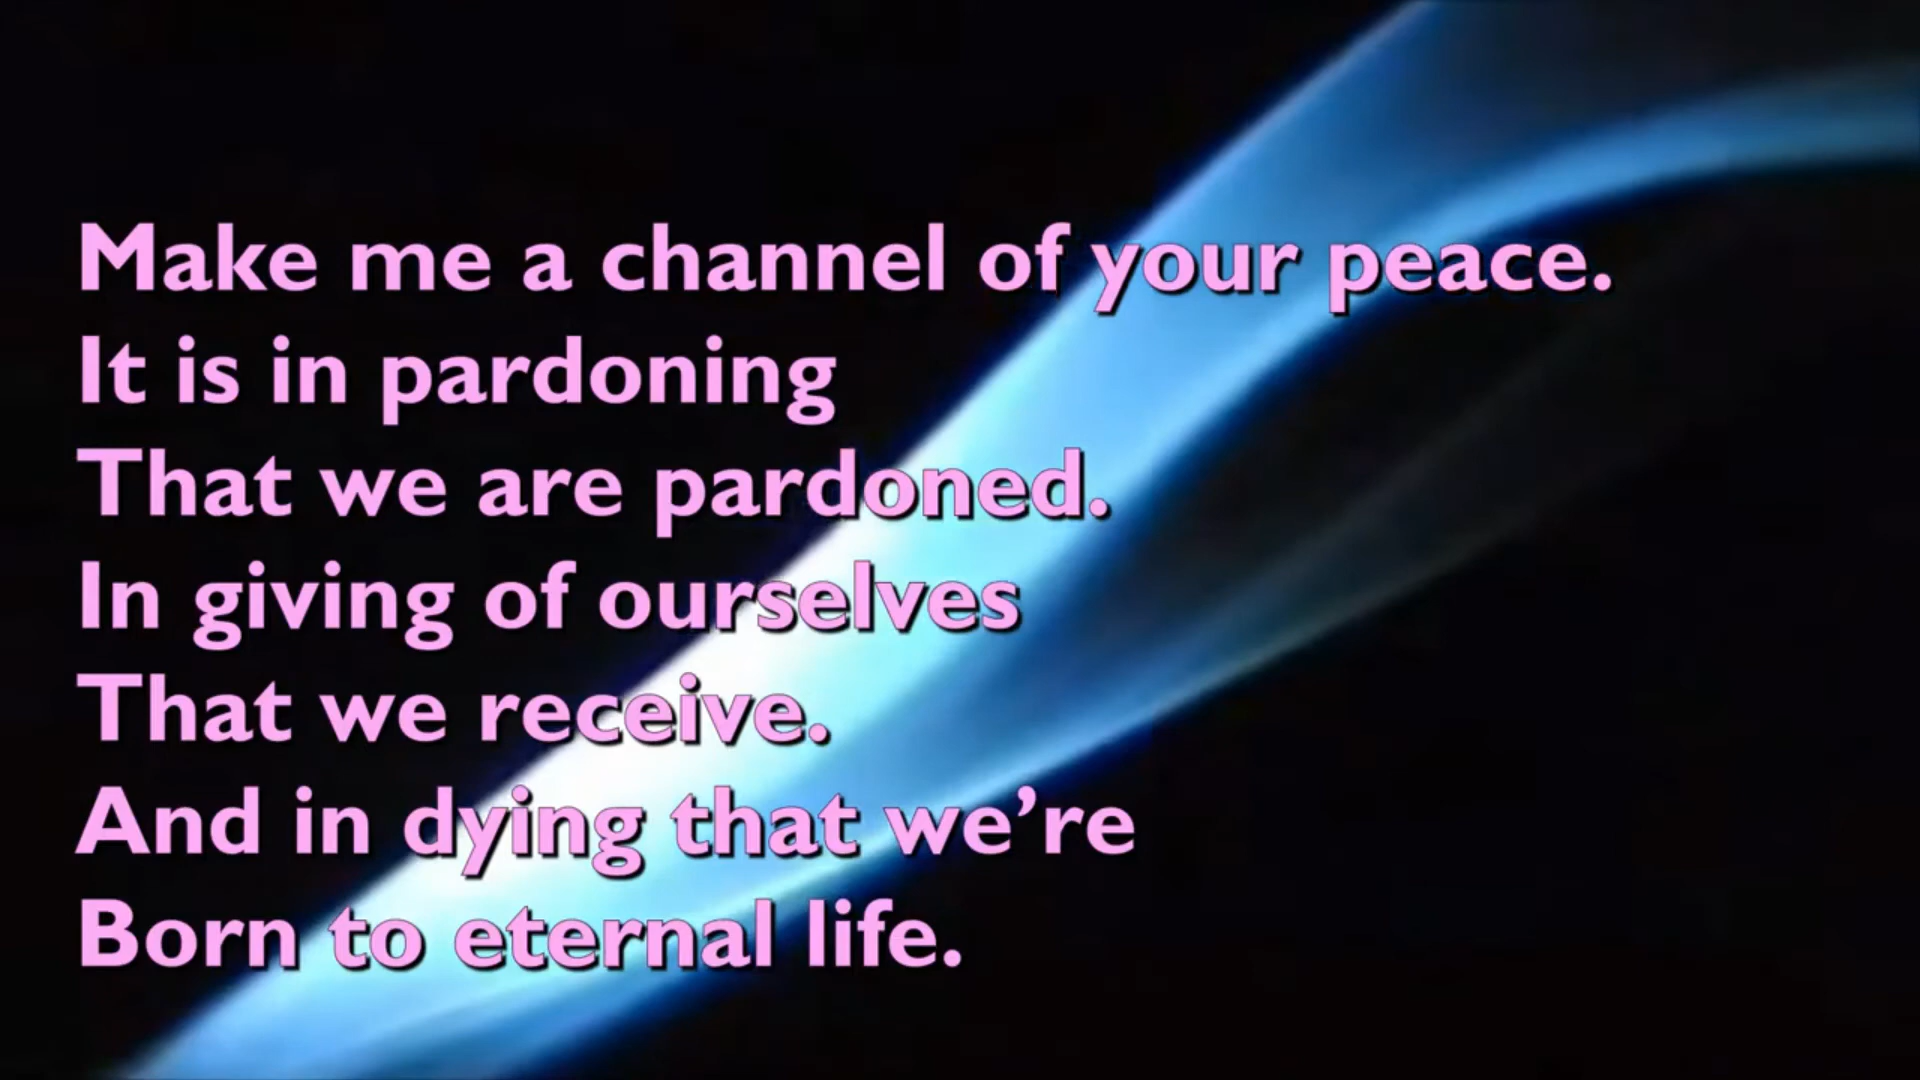 Make me a channel of your peace.
It is in pardoning
That we are pardoned.
In giving of ourselves
That we receive.
And in dying that we’re
Born to eternal life.